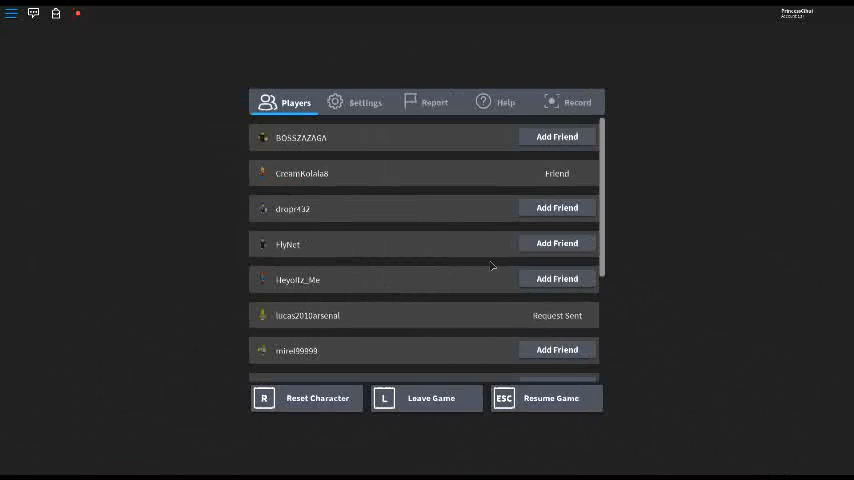 PrincessGihui
Players
Settings
Report
Help
Record
BOSSZAZAGA
Add Friend
CreamKolala8
Friend
dropr432
Add Friend
FlyNet
Add Friend
Add Friend
lucas2010arsenal
Request Sent
mirel99999
Add Friend
R
Reset Character
L
Leave Game
ESC
Resume Game